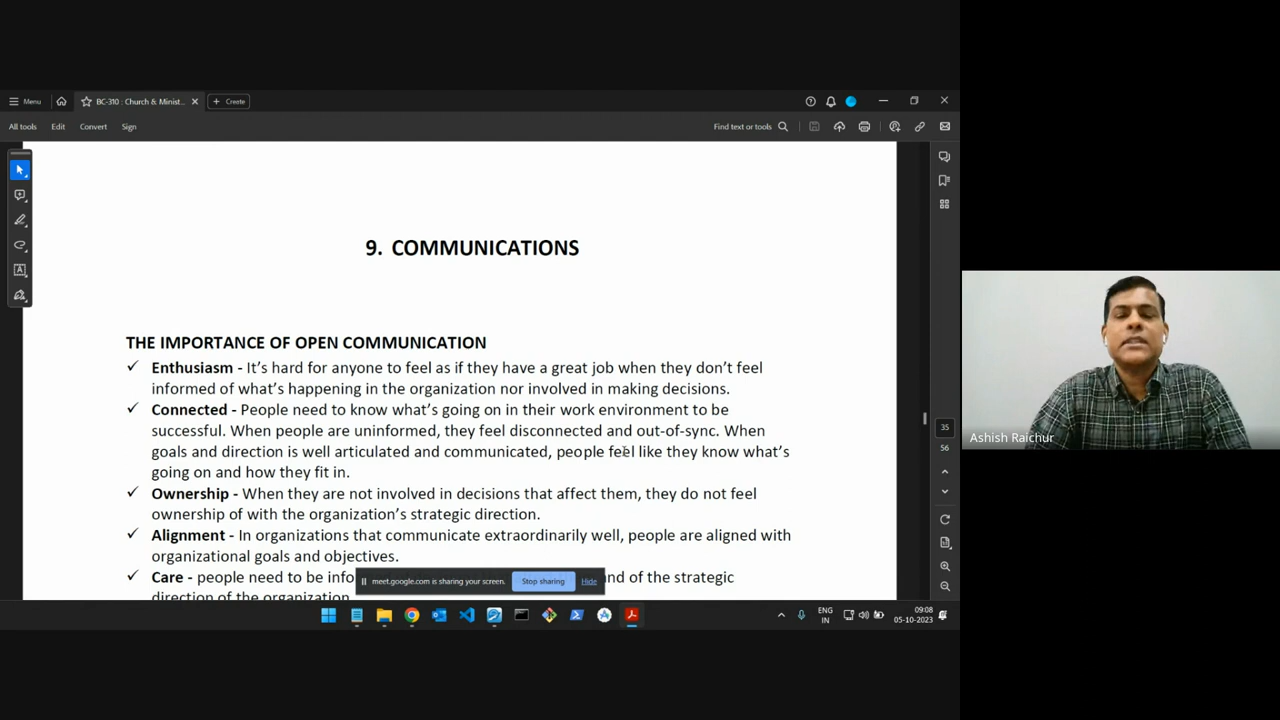 Menu
BC-310 : Church & Minist...
Create
All tools
Edit
Convert
Sign
Find text or tools
9. COMMUNICATIONS
THE IMPORTANCE OF OPEN COMMUNICATION
✓ Enthusiasm - It's hard for anyone to feel as if they have a great job when they don't feel
informed of what's happening in the organization nor involved in making decisions.
✓ Connected - People need to know what's going on in their work environment to be
successful. When people are uninformed, they feel disconnected and out-of-sync. When
goals and direction is well articulated and communicated, people feel like they know what's
going on and how they fit in.
✓ Ownership - When they are not involved in decisions that affect them, they do not feel
ownership of with the organization's strategic direction.
✓ Alignment - In organizations that communicate extraordinarily well, people are aligned with
organizational goals and objectives.
✓ Care - people need to be info
nd of the strategic
direction of the organization
meet.google.com is sharing your screen.
Stop sharing
Hide
35
56
Ashish Raichur
ENG
IN
09:08
05-10-2023